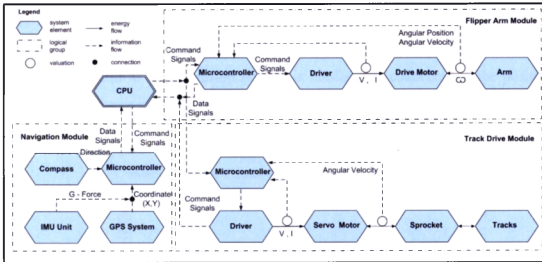 Legend
system
element
energy
flow
logical
group
information
flow
valuation
connection
Flipper Arm Module
Angular Position
Angular Velocity
Command
Signals
Microcontroller
Command
Signals
Driver
V , I
Drive Motor
ω
Arm
CPU
Data
Signals
Navigation Module
Data
Signals
Command
Signals
Compass
Direction
Microcontroller
G - Force
Coordinate
(X,Y)
IMU Unit
GPS System
Track Drive Module
Microcontroller
Angular Velocity
Command
Signals
Driver
V , I
Servo Motor
Sprocket
Tracks